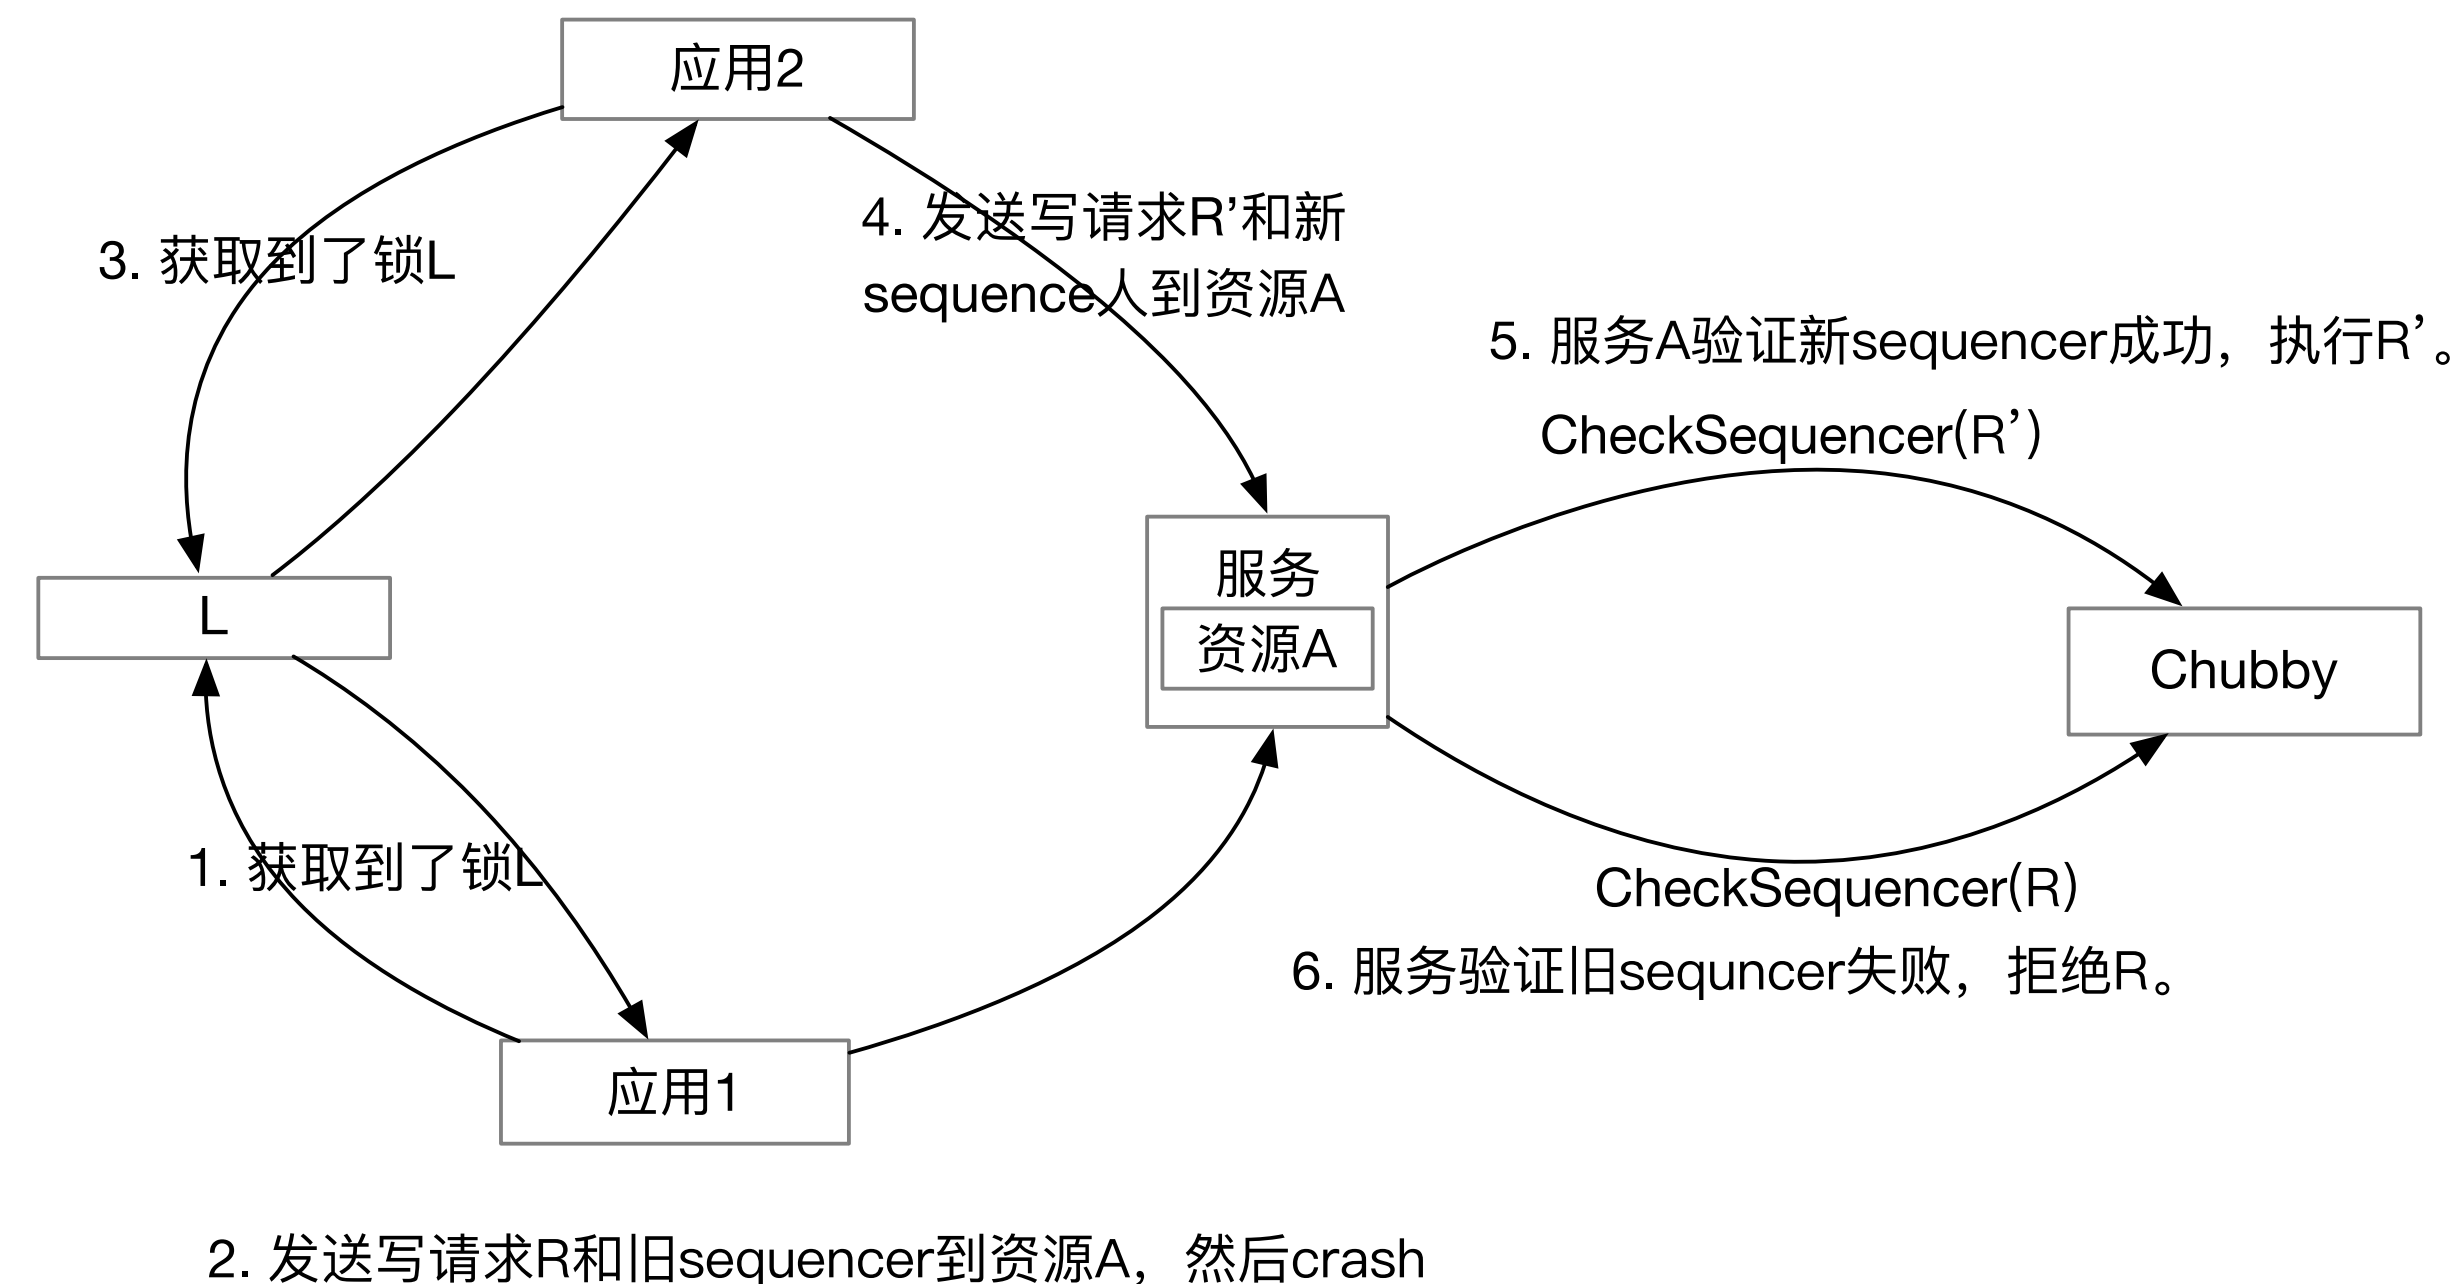 应用2
4. 发送写请求R'和新
sequence人到资源A
3. 获取到了锁L
5. 服务A验证新sequencer成功，执行R’。
CheckSequencer(R’)
服务
资源A
L
Chubby
1. 获取到了锁L
CheckSequencer(R)
6. 服务验证旧sequncer失败，拒绝R。
应用1
2. 发送写请求R和旧sequencer到资源A，然后crash